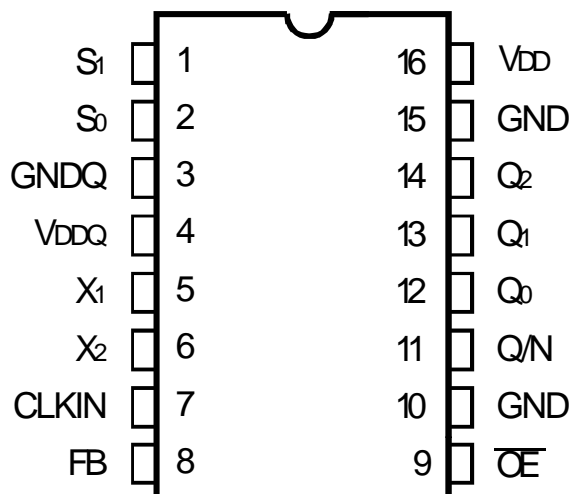 S1 1 16 VDD
S0 2 15 GND
GNDQ 3 14 Q2
VDDQ 4 13 Q1
X1 5 12 Q0
X2 6 11 Q/N
CLKIN 7 10 GND
FB 8 9 O̅E̅